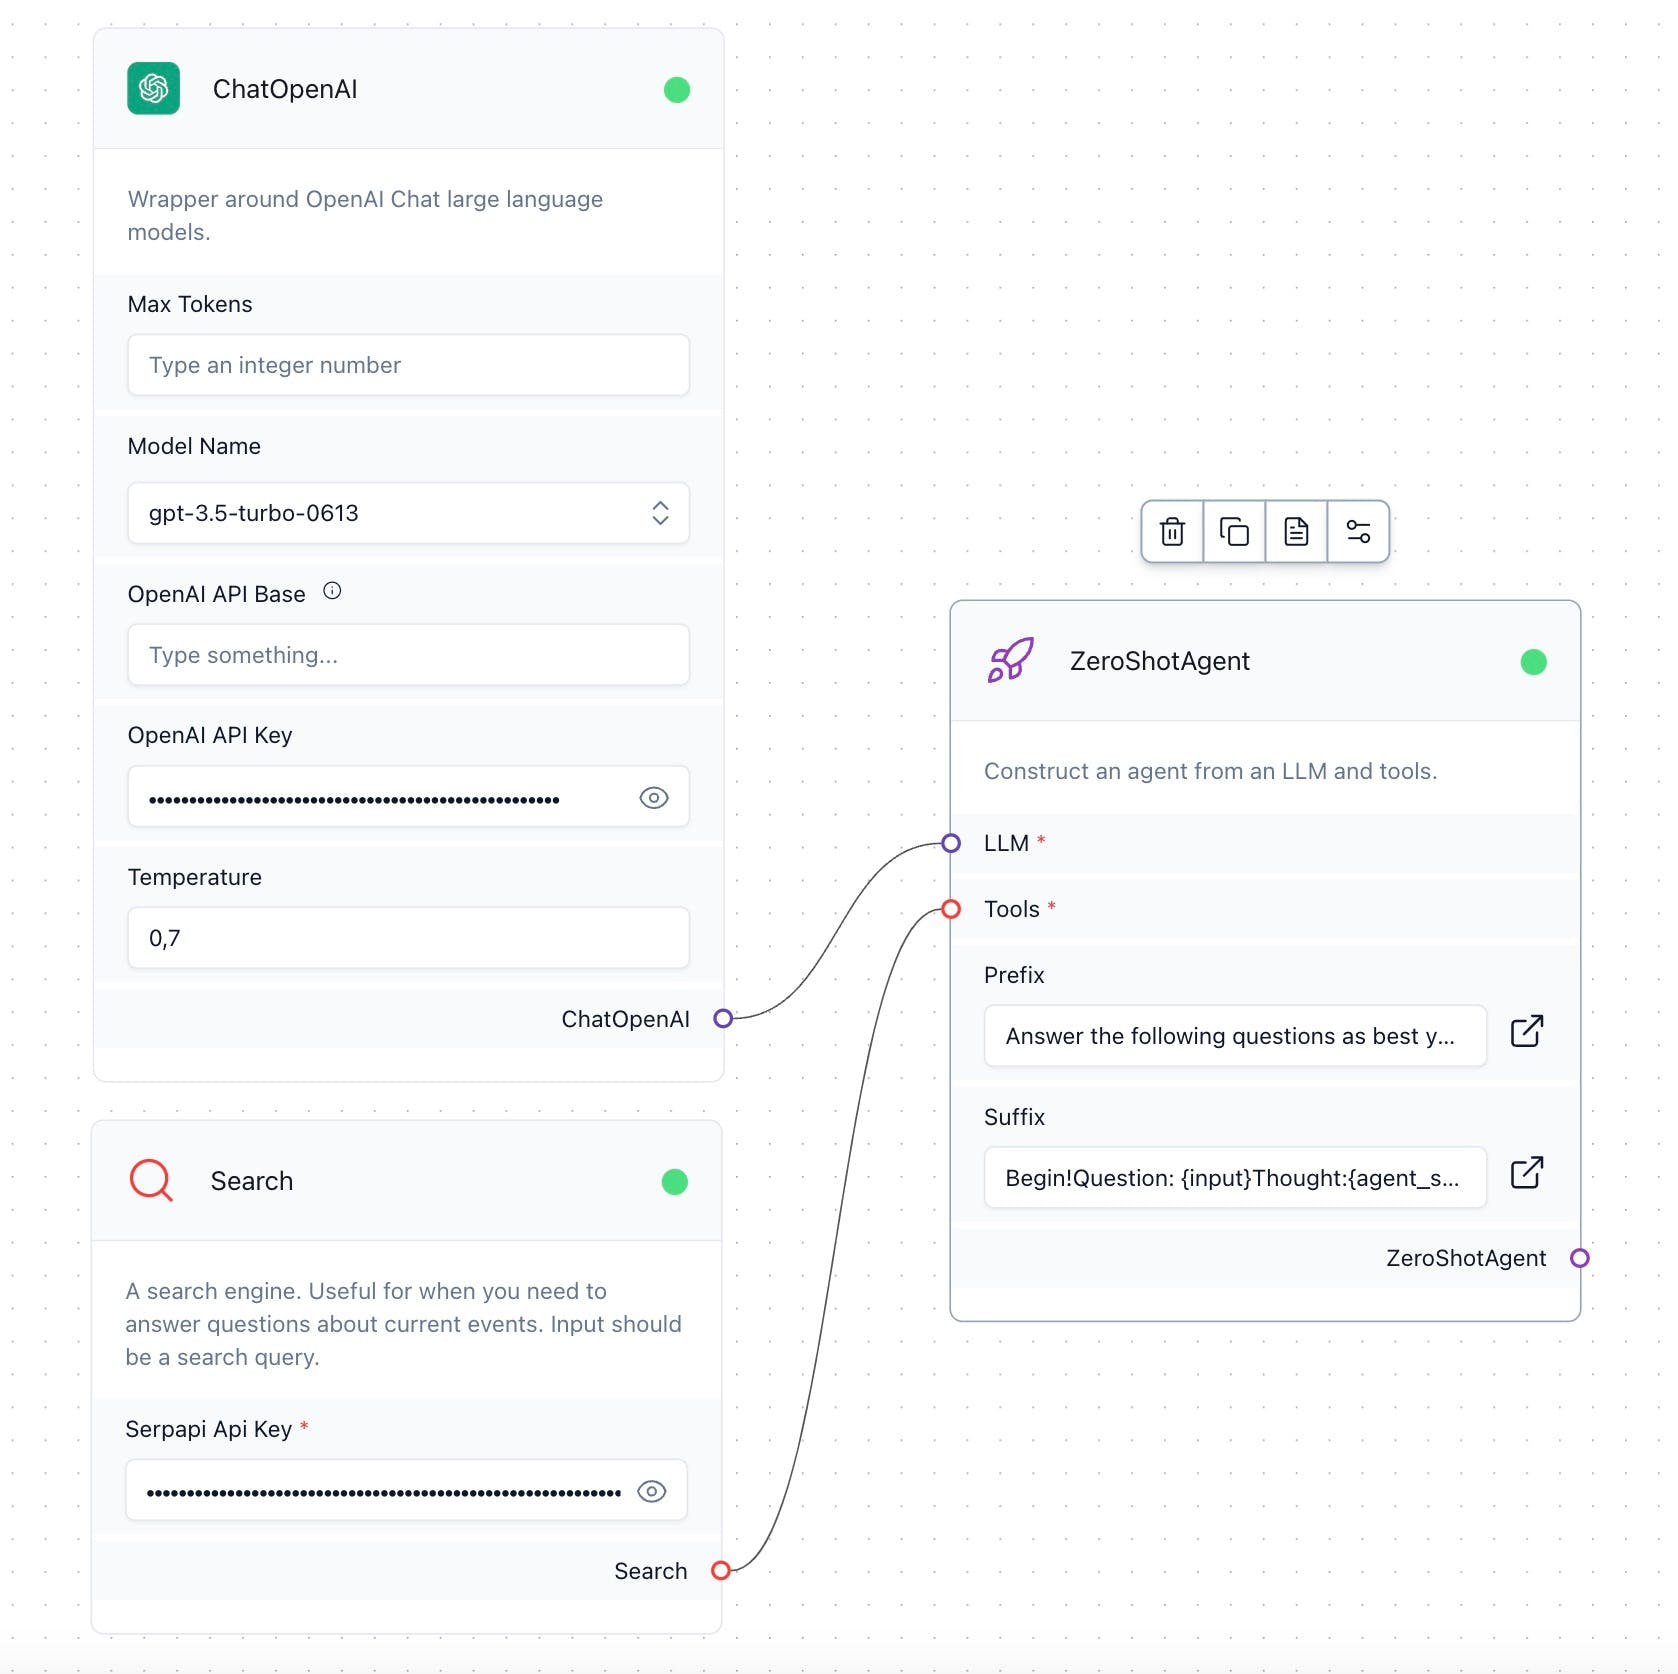 ChatOpenAI
Wrapper around OpenAI Chat large language
models.
Max Tokens
Type an integer number
Model Name
gpt-3.5-turbo-0613
OpenAI API Base
Type something...
OpenAI API Key
Temperature
0,7
ChatOpenAI
Search
A search engine. Useful for when you need to
answer questions about current events. Input should
be a search query.
Serpapi Api Key *
Search
ZeroShotAgent
Construct an agent from an LLM and tools.
LLM *
Tools *
Prefix
Answer the following questions as best y...
Suffix
Begin!Question: {input}Thought:{agent_s...
ZeroShotAgent